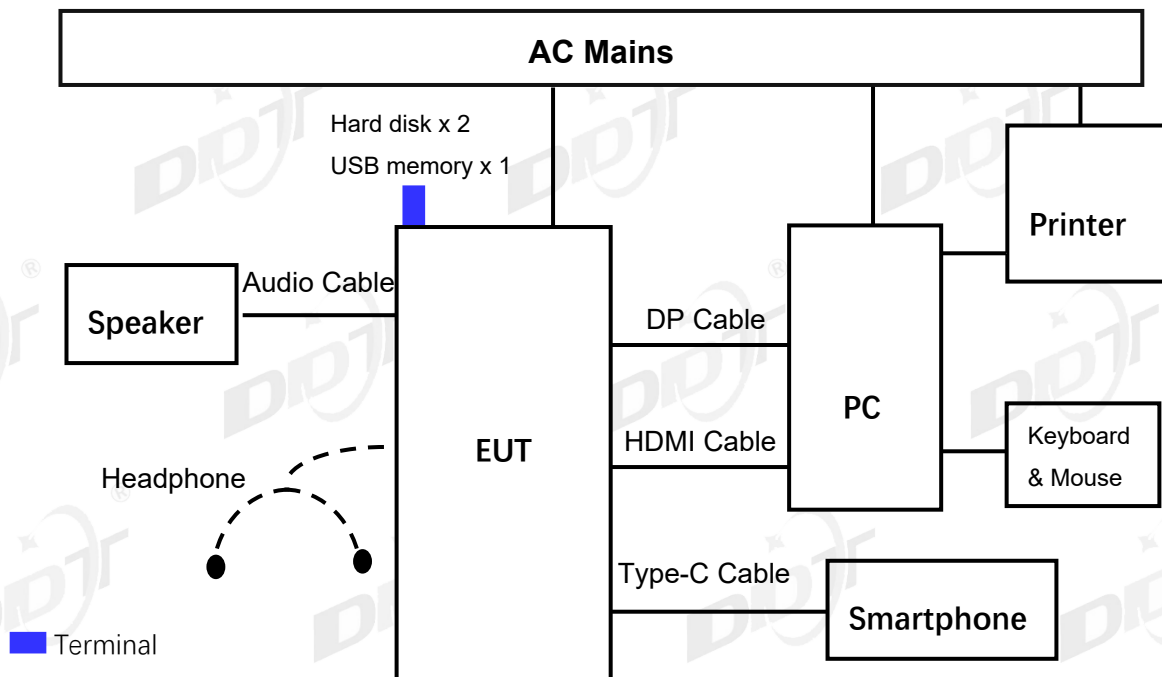 AC Mains
Hard disk x 2
USB memory x 1
Printer
Audio Cable
Speaker
DP Cable
PC
HDMI Cable
EUT
Keyboard
& Mouse
Headphone
Type-C Cable
Smartphone
Terminal
DDT
®